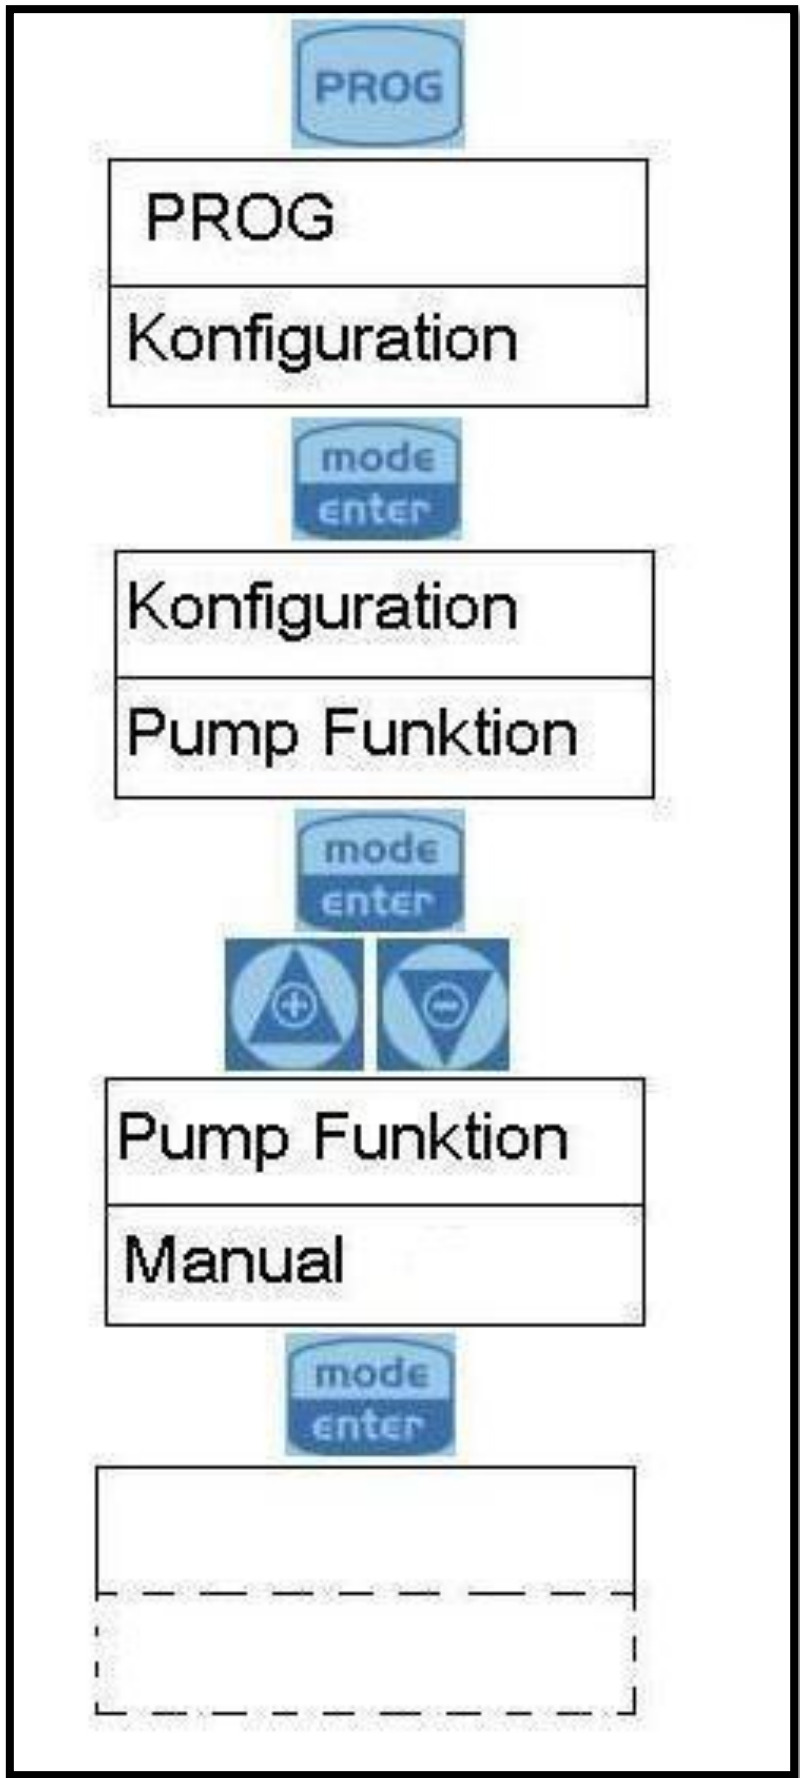 PROG
PROG
Konfiguration
mode
enter
Konfiguration
Pump Funktion
mode
enter
+ -
Pump Funktion
Manual
mode
enter